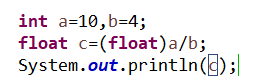 int a=10,b=4;
float c=(float)a/b;
System.out.println(c);